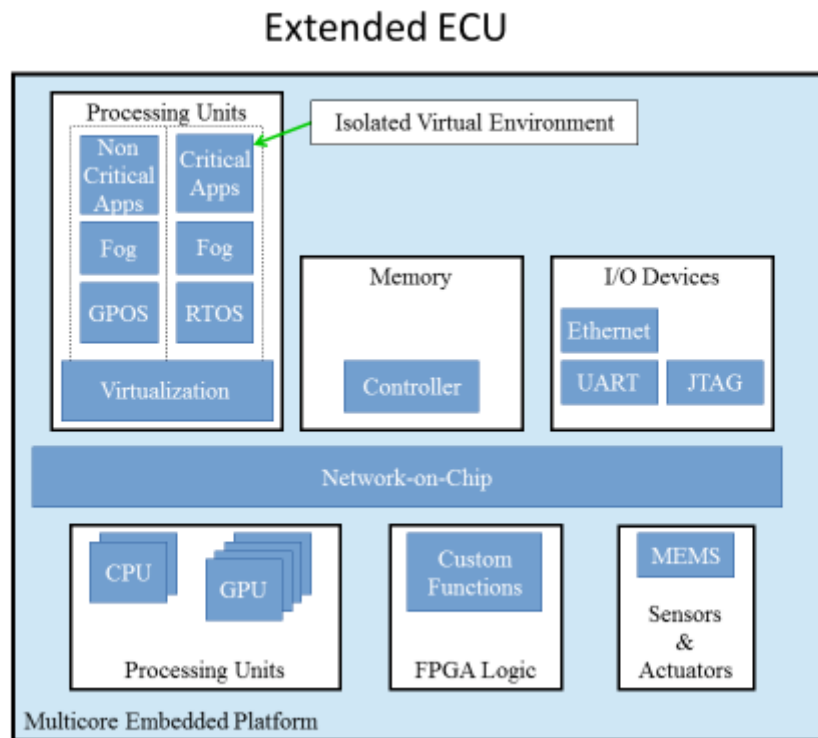 Extended ECU
Processing Units
Isolated Virtual Environment
Non
Critical
Apps
Critical
Apps
Fog
Fog
GPOS
RTOS
Virtualization
Memory
Controller
I/O Devices
Ethernet
UART
JTAG
Network-on-Chip
CPU
GPU
Processing Units
Custom
Functions
FPGA Logic
MEMS
Sensors
&
Actuators
Multicore Embedded Platform